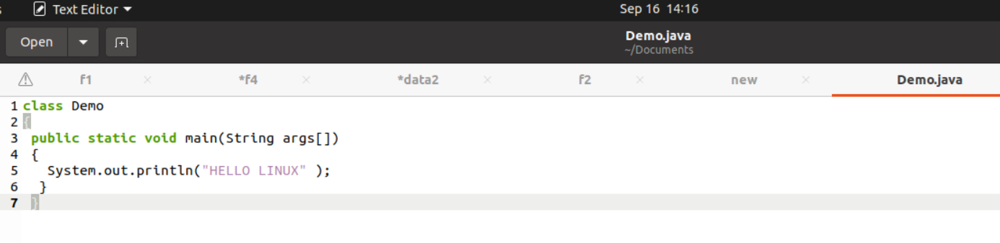 Text Editor Sep 16 14:16
Open Demo.java
~/Documents
f1 × *f4 × *data2 × f2 × new × Demo.java
1 class Demo
2 {
3 public static void main(String args[])
4 {
5 System.out.println("HELLO LINUX" );
6 }
7 }